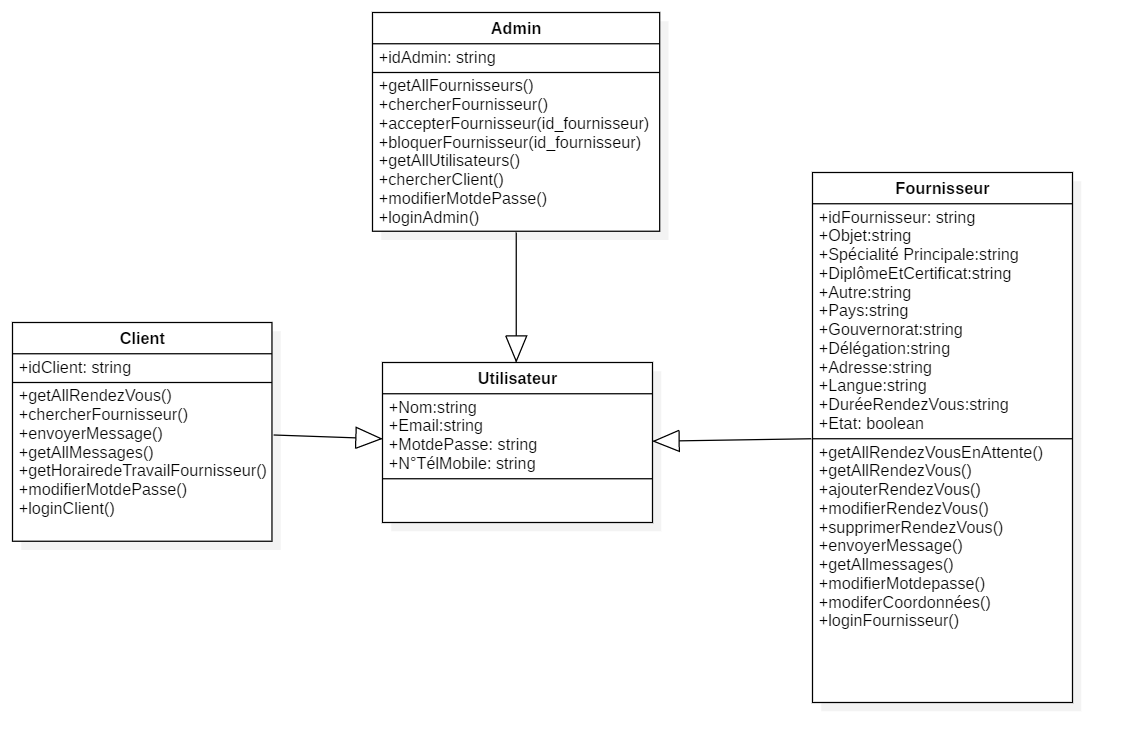 Admin
+idAdmin: string
+getAllFournisseurs()
+chercherFournisseur()
+accepterFournisseur(id_fournisseur)
+bloquerFournisseur(id_fournisseur)
+getAllUtilisateurs()
+chercherClient()
+modifierMotdePasse()
+loginAdmin()
Client
+idClient: string
+getAllRendezVous()
+chercherFournisseur()
+envoyerMessage()
+getAllMessages()
+getHorairedeTravailFournisseur()
+modifierMotdePasse()
+loginClient()
Utilisateur
+Nom:string
+Email:string
+MotdePasse: string
+N°TélMobile: string
Fournisseur
+idFournisseur: string
+Objet:string
+Spécialité Principale:string
+DiplômeEtCertificat:string
+Autre:string
+Pays:string
+Gouvernorat:string
+Délégation:string
+Adresse:string
+Langue:string
+DuréeRendezVous:string
+Etat: boolean
+getAllRendezVousEnAttente()
+getAllRendezVous()
+ajouterRendezVous()
+modifierRendezVous()
+supprimerRendezVous()
+envoyerMessage()
+getAllmessages()
+modifierMotdepasse()
+modiferCoordonnées()
+loginFournisseur()